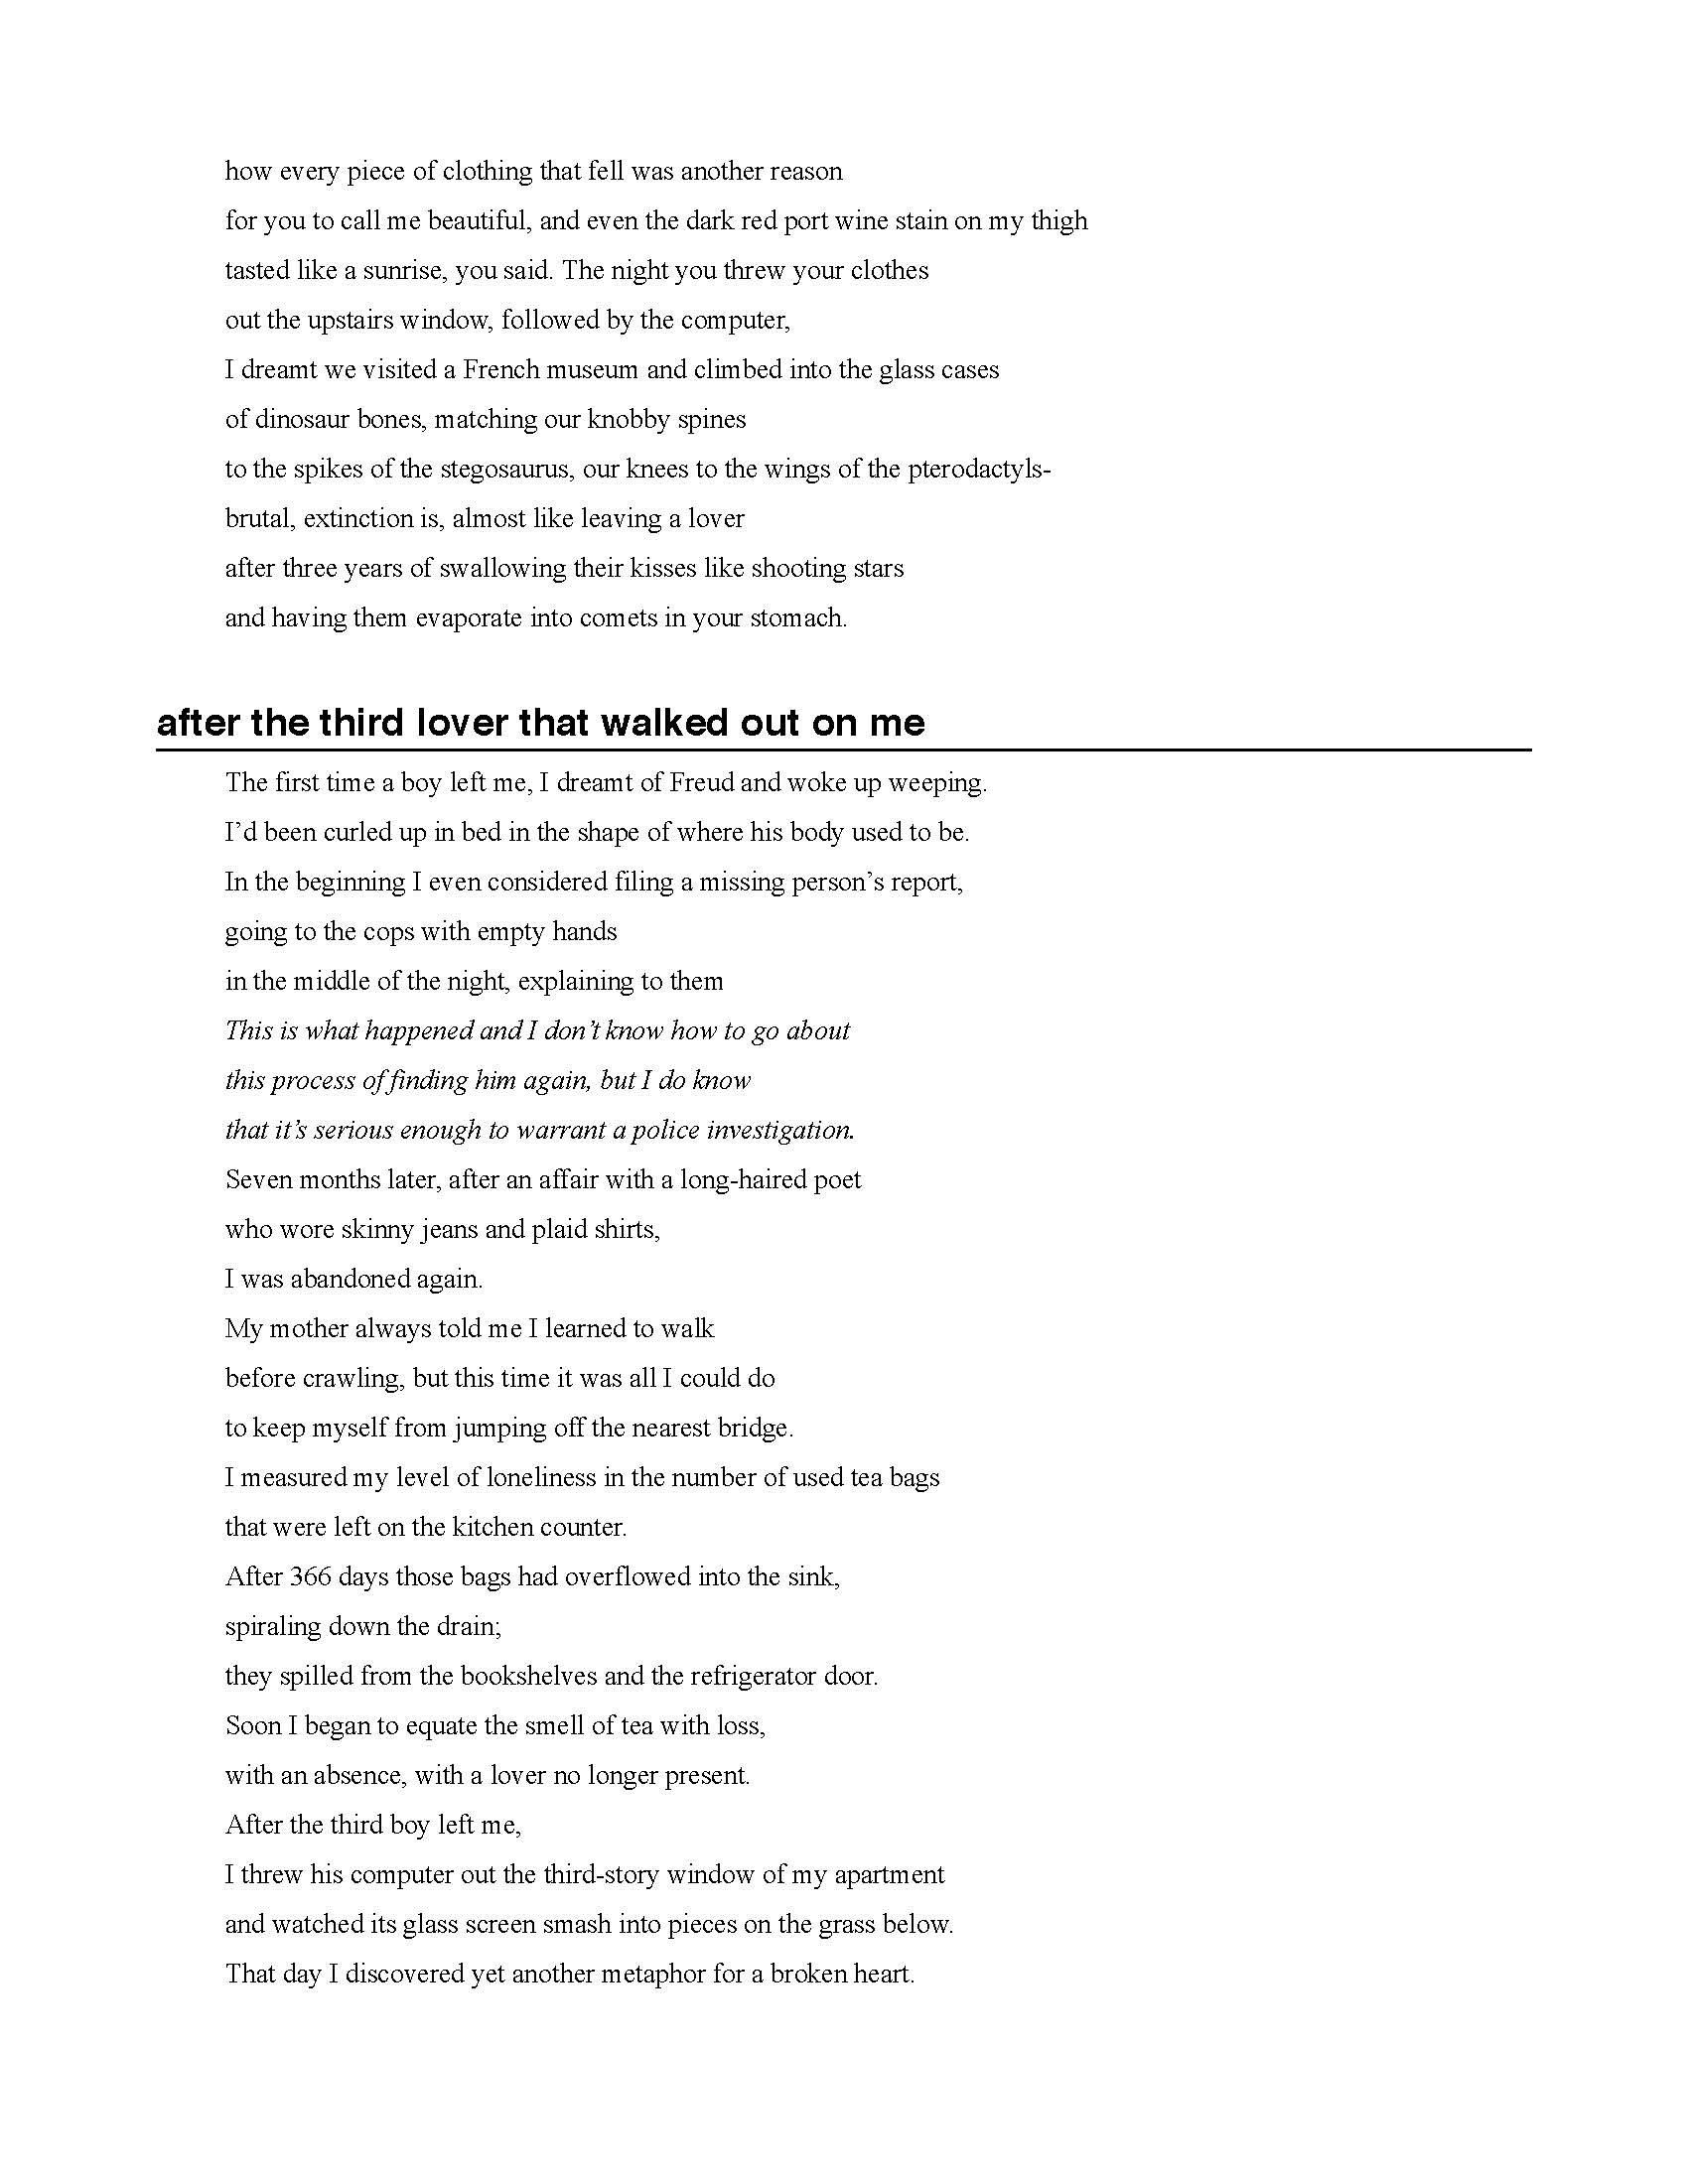 how every piece of clothing that fell was another reason
for you to call me beautiful, and even the dark red port wine stain on my thigh
tasted like a sunrise, you said. The night you threw your clothes
out the upstairs window, followed by the computer,
I dreamt we visited a French museum and climbed into the glass cases
of dinosaur bones, matching our knobby spines
to the spikes of the stegosaurus, our knees to the wings of the pterodactyls-
brutal, extinction is, almost like leaving a lover
after three years of swallowing their kisses like shooting stars
and having them evaporate into comets in your stomach.
after the third lover that walked out on me
The first time a boy left me, I dreamt of Freud and woke up weeping.
I’d been curled up in bed in the shape of where his body used to be.
In the beginning I even considered filing a missing person’s report,
going to the cops with empty hands
in the middle of the night, explaining to them
This is what happened and I don’t know how to go about
this process of finding him again, but I do know
that it’s serious enough to warrant a police investigation.
Seven months later, after an affair with a long-haired poet
who wore skinny jeans and plaid shirts,
I was abandoned again.
My mother always told me I learned to walk
before crawling, but this time it was all I could do
to keep myself from jumping off the nearest bridge.
I measured my level of loneliness in the number of used tea bags
that were left on the kitchen counter.
After 366 days those bags had overflowed into the sink,
spiraling down the drain;
they spilled from the bookshelves and the refrigerator door.
Soon I began to equate the smell of tea with loss,
with an absence, with a lover no longer present.
After the third boy left me,
I threw his computer out the third-story window of my apartment
and watched its glass screen smash into pieces on the grass below.
That day I discovered yet another metaphor for a broken heart.